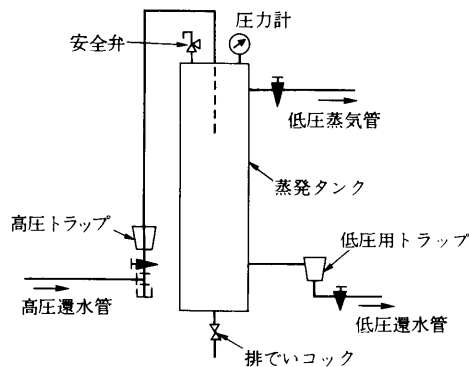 圧力計
安全弁
低圧蒸気管
蒸発タンク
高圧トラップ
低圧用トラップ
高圧還水管
低圧還水管
排でいコック